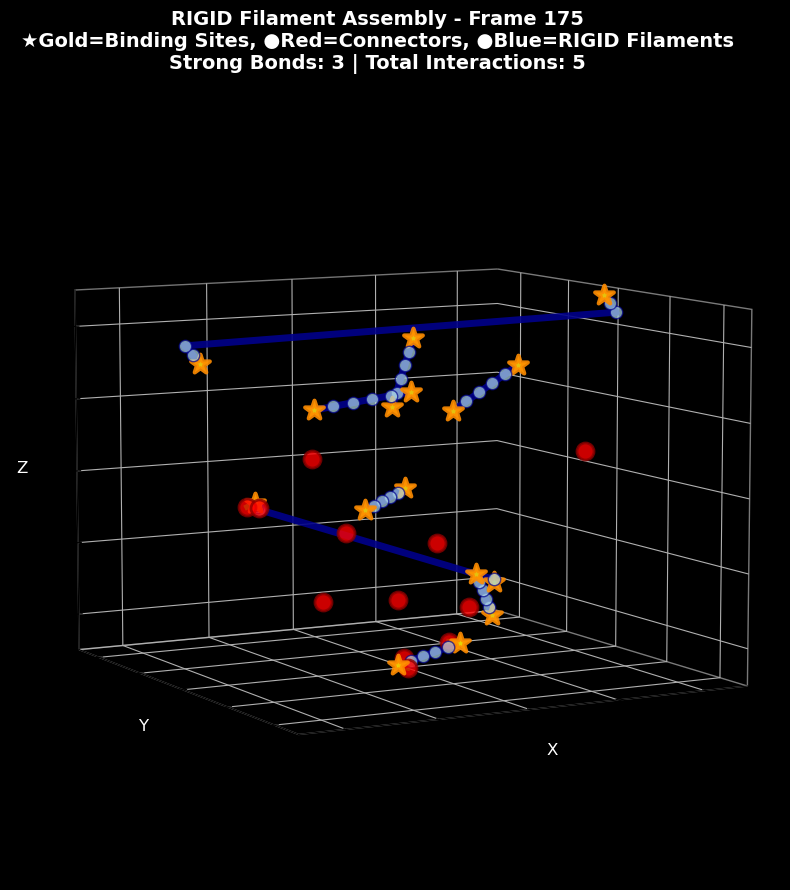 RIGID Filament Assembly - Frame 175
★Gold=Binding Sites, ●Red=Connectors, ●Blue=RIGID Filaments
Strong Bonds: 3 | Total Interactions: 5
Z
Y
X